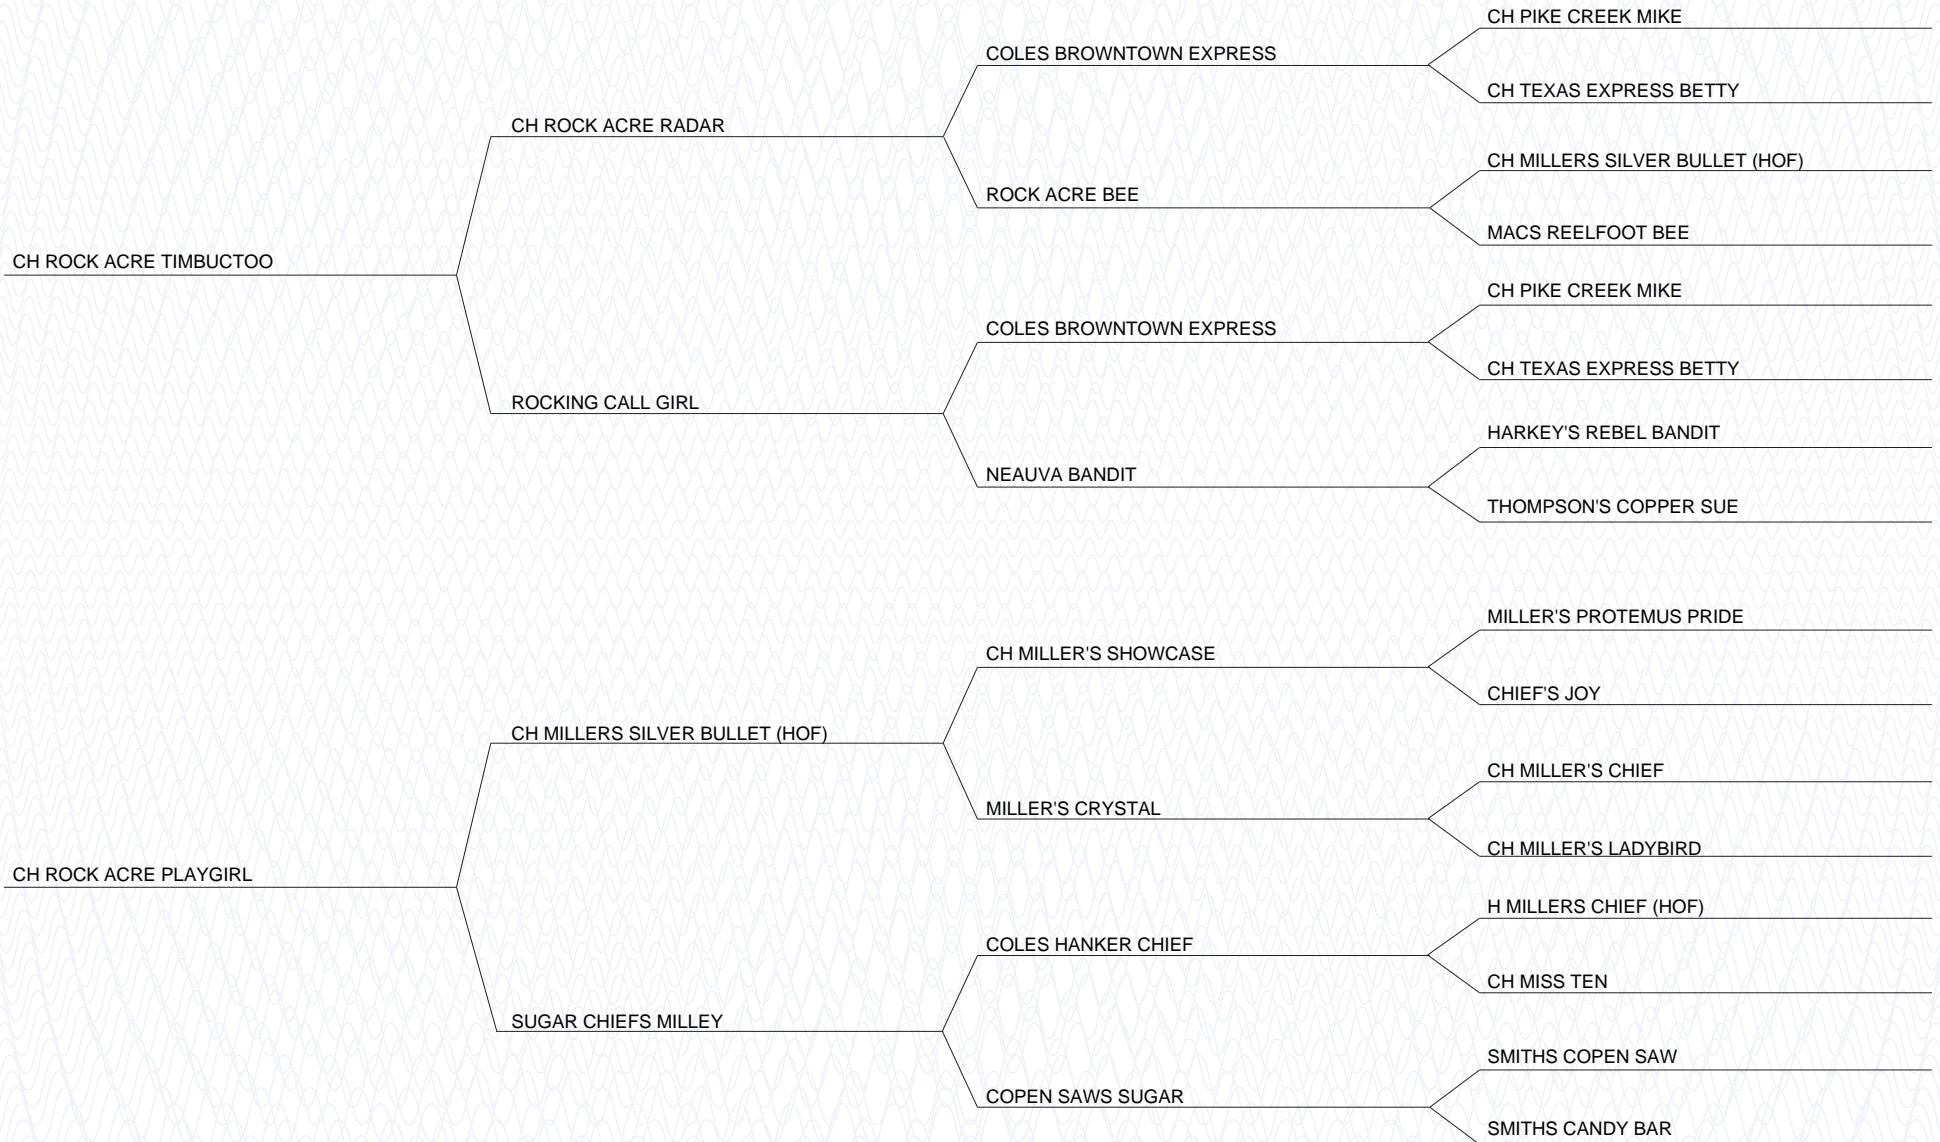 CH PIKE CREEK MIKE
COLES BROWNTOWN EXPRESS
CH TEXAS EXPRESS BETTY
CH ROCK ACRE RADAR
CH MILLERS SILVER BULLET (HOF)
ROCK ACRE BEE
MACS REELFOOT BEE
CH ROCK ACRE TIMBUCTOO
CH PIKE CREEK MIKE
COLES BROWNTOWN EXPRESS
CH TEXAS EXPRESS BETTY
ROCKING CALL GIRL
HARKEY'S REBEL BANDIT
NEAUVA BANDIT
THOMPSON'S COPPER SUE
MILLER'S PROTEMUS PRIDE
CH MILLER'S SHOWCASE
CHIEF'S JOY
CH MILLERS SILVER BULLET (HOF)
CH MILLER'S CHIEF
MILLER'S CRYSTAL
CH MILLER'S LADYBIRD
CH ROCK ACRE PLAYGIRL
H MILLERS CHIEF (HOF)
COLES HANKER CHIEF
CH MISS TEN
SUGAR CHIEFS MILLEY
SMITHS COPEN SAW
COPEN SAWS SUGAR
SMITHS CANDY BAR